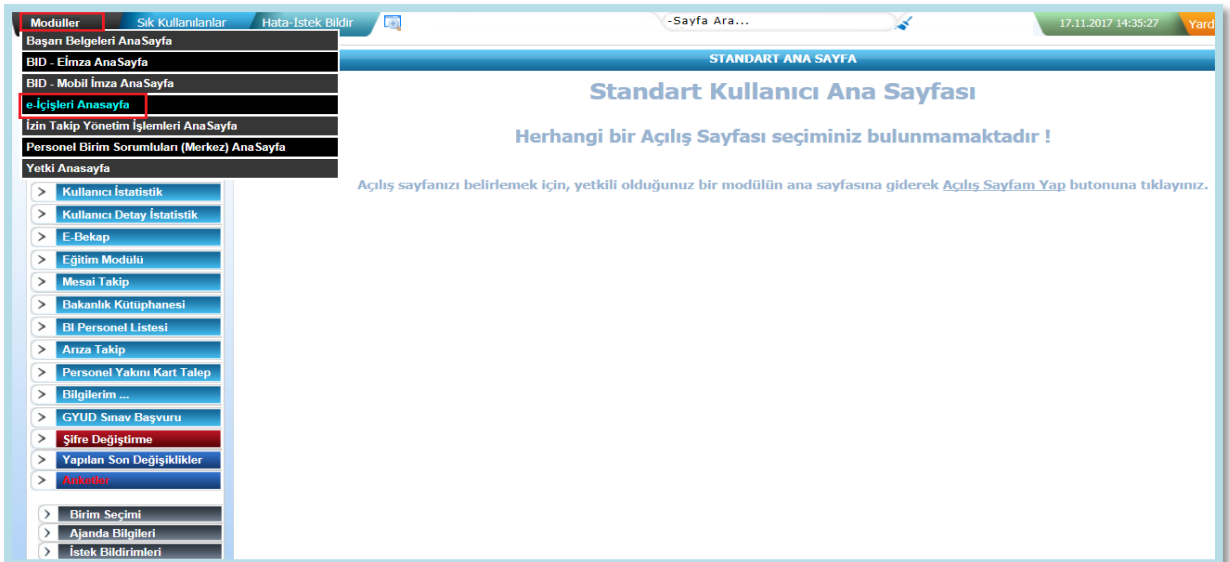 Modüller Sık Kullanılanlar Hata-İstek Bildir -Sayfa Ara... 17.11.2017 14:35:27 Yard
Başarı Belgeleri AnaSayfa
BID - Eİmza AnaSayfa
STANDART ANA SAYFA
BID - Mobil İmza AnaSayfa
e-İçişleri Anasayfa
İzin Takip Yönetim İşlemleri AnaSayfa
Personel Birim Sorumluları (Merkez) AnaSayfa
Yetki Anasayfa
Standart Kullanıcı Ana Sayfası
Herhangi bir Açılış Sayfası seçiminiz bulunmamaktadır !
Açılış sayfanızı belirlemek için, yetkili olduğunuz bir modülün ana sayfasına giderek Açılış Sayfam Yap butonuna tıklayınız.
> Kullanıcı İstatistik
> Kullanıcı Detay İstatistik
> E-Bekap
> Eğitim Modülü
> Mesai Takip
> Bakanlık Kütüphanesi
> BI Personel Listesi
> Arıza Takip
> Personel Yakını Kart Talep
> Bilgilerim ...
> GYUD Sınav Başvuru
> Şifre Değiştirme
> Yapılan Son Değişiklikler
> Anketler
> Birim Seçimi
> Ajanda Bilgileri
> İstek Bildirimleri